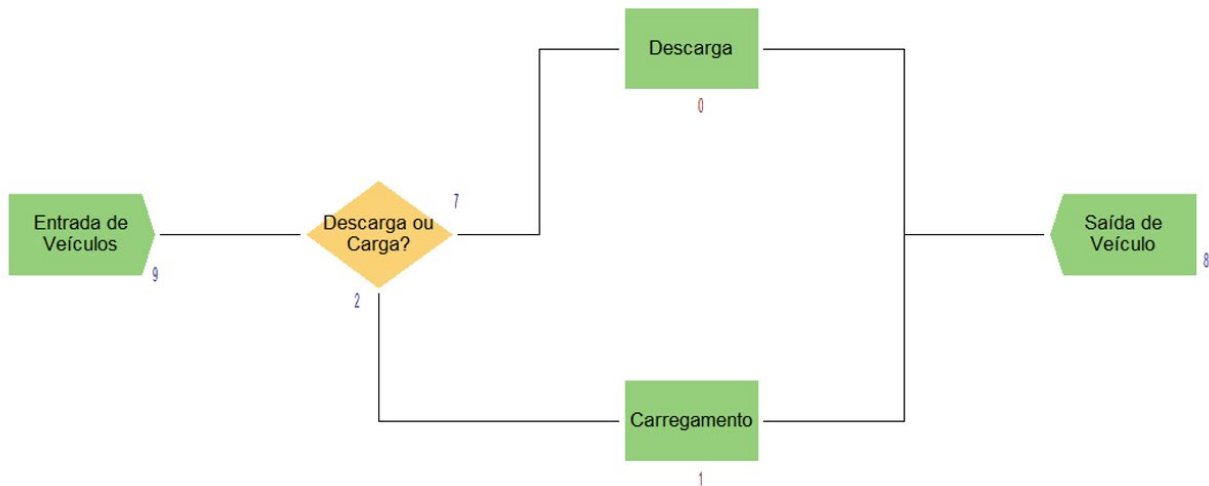 Descarga
0
7
Entrada de
Veículos
9
Descarga ou
Carga?
2
Saída de
Veículo
8
Carregamento
1